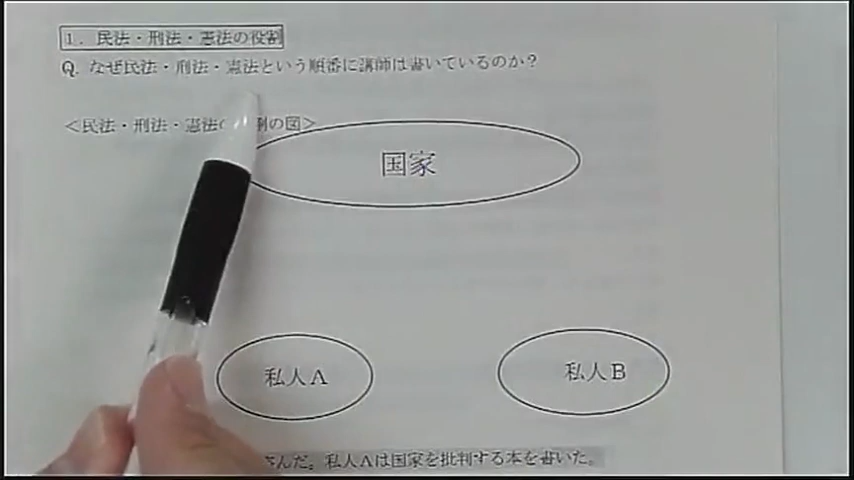 1．民法・刑法・憲法の役割
Q. なぜ民法・刑法・憲法という順番に講師は書いているのか？
＜民法・刑法・憲法の 割の図＞
国家
私人A
私人B
んだ。私人Aは国家を批判する本を書いた。